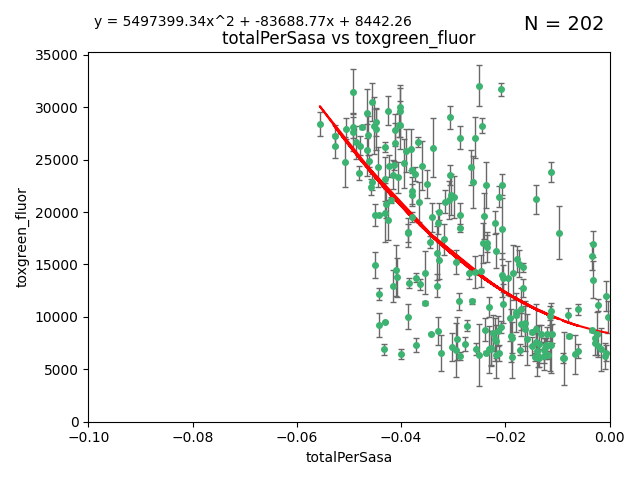 y = 5497399.34x^2 + -83688.77x + 8442.26
N = 202
totalPerSasa vs toxgreen_fluor
35000
30000
25000
20000
15000
10000
5000
0
toxgreen_fluor
−0.10 −0.08 −0.06 −0.04 −0.02 0.00
totalPerSasa